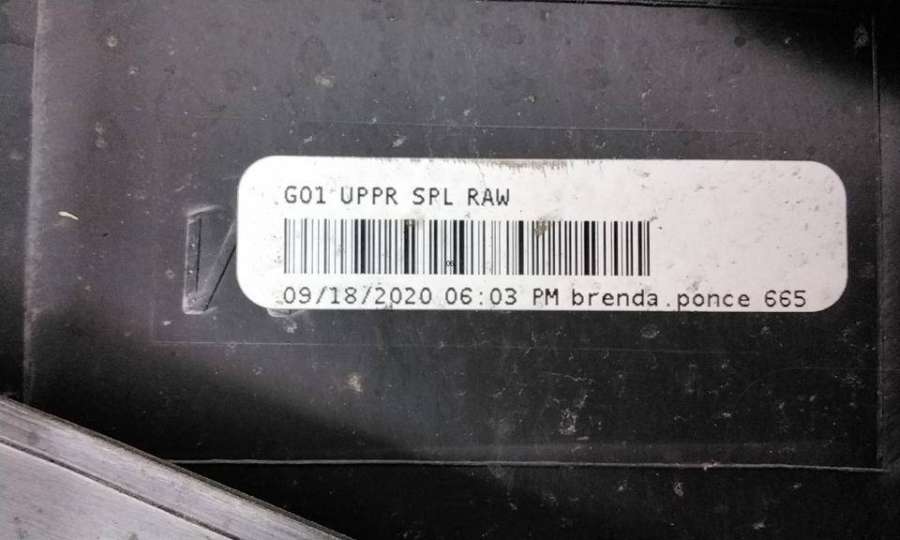 G01 UPPR SPL RAW
09/18/2020 06:03 PM brenda.ponce 665